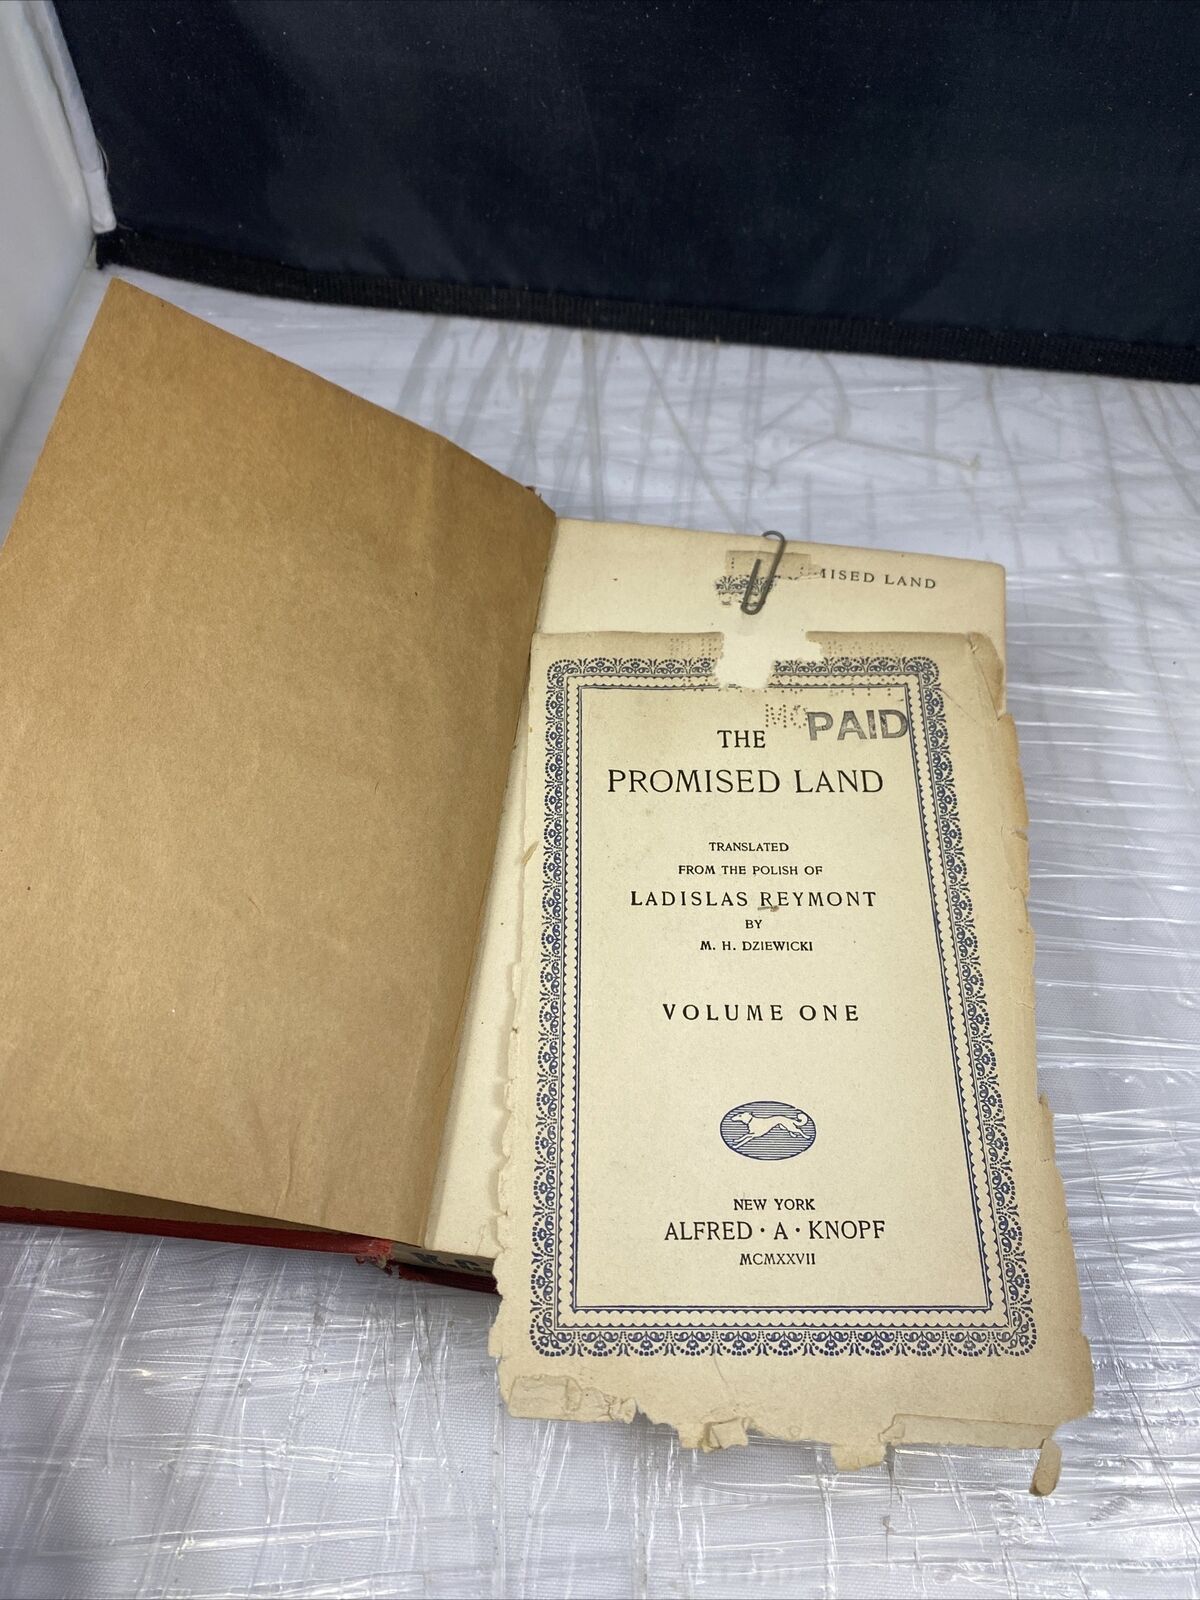 MISED LAND
PAID
THE
PROMISED LAND
TRANSLATED
FROM THE POLISH OF
LADISLAS REYMONT
BY
M. H. DZIEWICKI
VOLUME ONE
NEW YORK
ALFRED · A · KNOPF
MCMXXVII